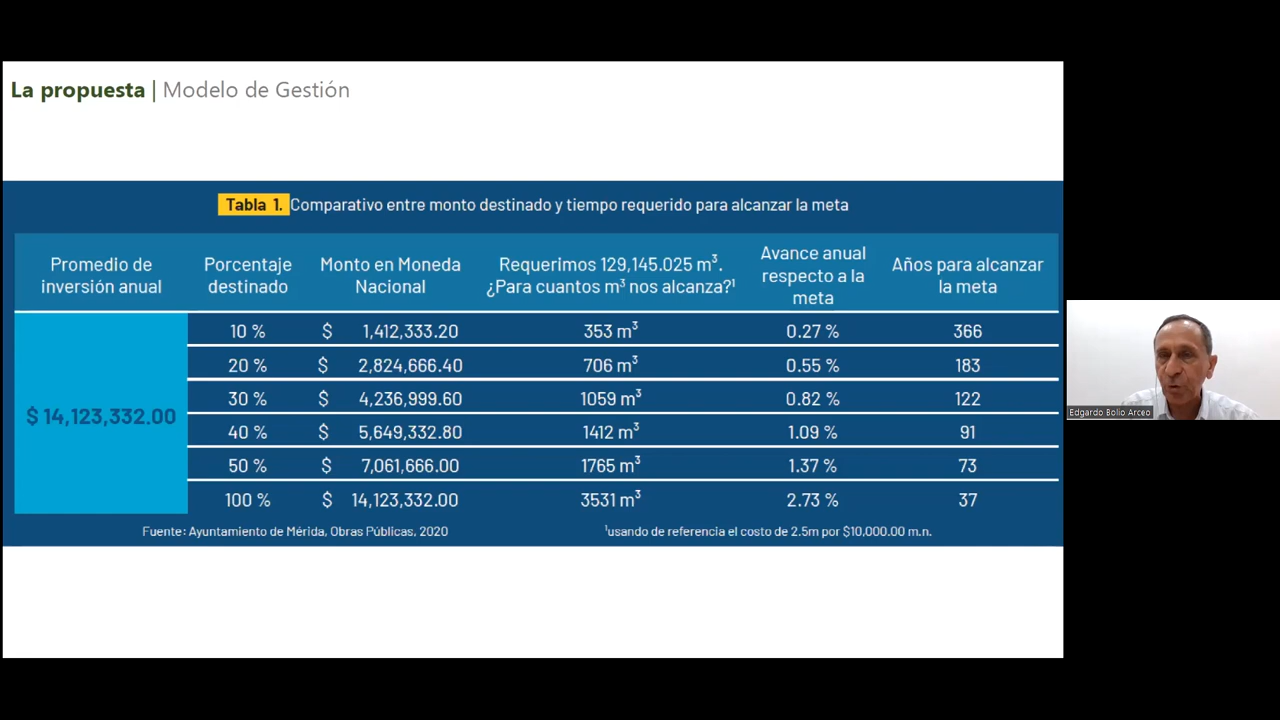 La propuesta | Modelo de Gestión
Tabla 1. Comparativo entre monto destinado y tiempo requerido para alcanzar la meta
Promedio de inversión anual
Porcentaje destinado
Monto en Moneda Nacional
Requerimos 129,145.025 m³. ¿Para cuantos m³ nos alcanza?¹
Avance anual respecto a la meta
Años para alcanzar la meta
$ 14,123,332.00
10 % $ 1,412,333.20 353 m³ 0.27 % 366
20 % $ 2,824,666.40 706 m³ 0.55 % 183
30 % $ 4,236,999.60 1059 m³ 0.82 % 122
40 % $ 5,649,332.80 1412 m³ 1.09 % 91
50 % $ 7,061,666.00 1765 m³ 1.37 % 73
100 % $ 14,123,332.00 3531 m³ 2.73 % 37
Fuente: Ayuntamiento de Mérida, Obras Públicas, 2020
¹usando de referencia el costo de 2.5m por $10,000.00 m.n.
Edgardo Bolio Arceo